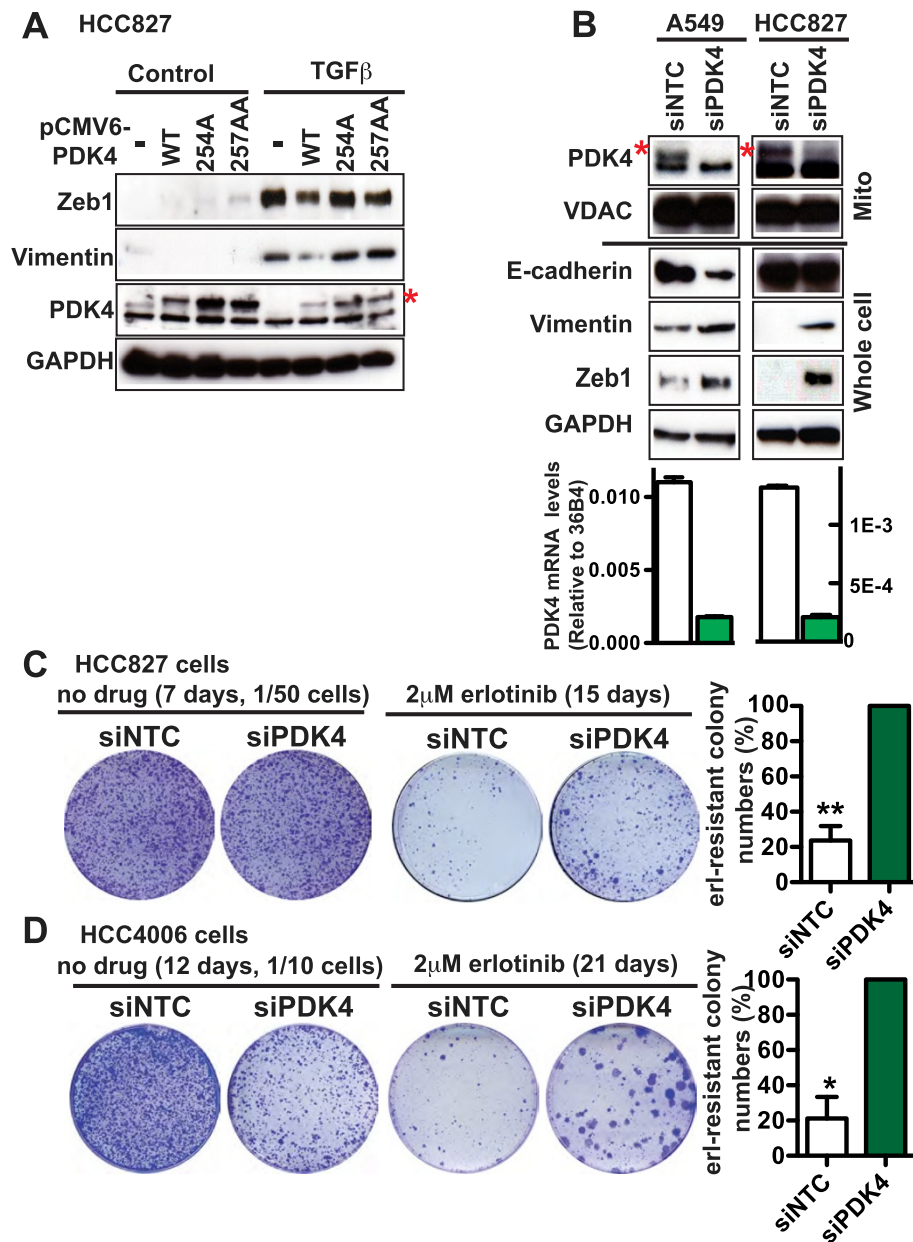 A HCC827
Control TGFβ
pCMV6-
PDK4
- WT 254A 257AA - WT 254A 257AA
Zeb1
Vimentin
PDK4 *
GAPDH
B A549 HCC827
siNTC siPDK4 siNTC siPDK4
PDK4 * *
VDAC
Mito
E-cadherin
Vimentin
Zeb1
GAPDH
Whole cell
PDK4 mRNA levels
(Relative to 36B4)
0.010
0.005
0.000
1E-3
5E-4
0
C HCC827 cells
no drug (7 days, 1/50 cells) 2μM erlotinib (15 days)
siNTC siPDK4 siNTC siPDK4
erl-resistant colony
numbers (%)
100
80
60
40
20
0
**
siNTC siPDK4
D HCC4006 cells
no drug (12 days, 1/10 cells) 2μM erlotinib (21 days)
siNTC siPDK4 siNTC siPDK4
erl-resistant colony
numbers (%)
100
80
60
40
20
0
*
siNTC siPDK4